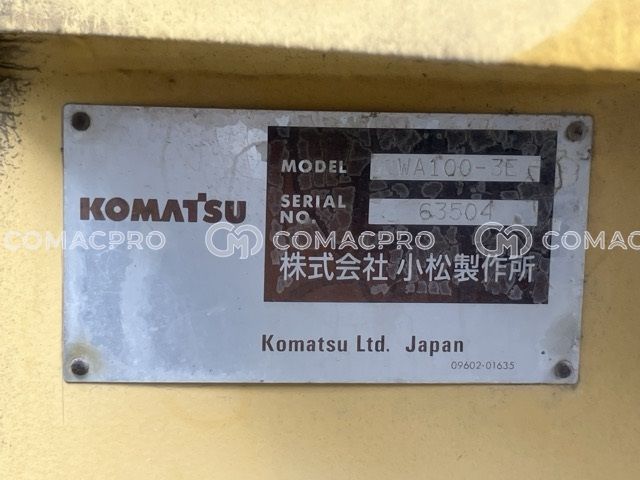 KOMATSU
MODEL WA100-3E
SERIAL NO. 63504
株式会社 小松製作所
Komatsu Ltd. Japan
09602-01635
COMACPRO COMACPRO COMACPRO